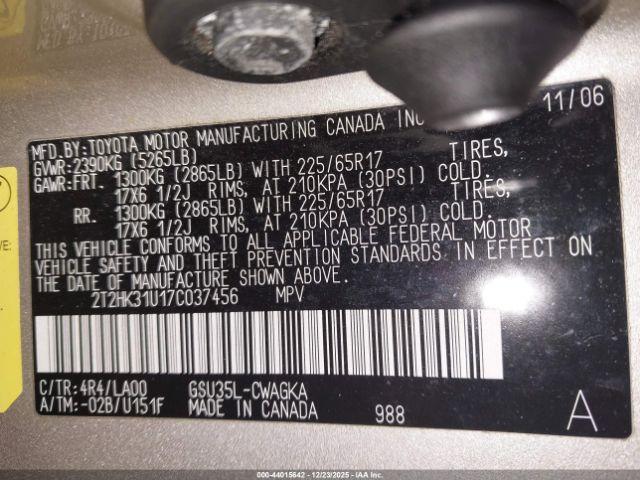 11/06
MFD.BY:TOYOTA MOTOR MANUFACTURING CANADA INC
GVWR:2390KG (5265LB)
GAWR:FRT. 1300KG (2865LB) WITH 225/65R17 TIRES,
17X6 1/2J RIMS, AT 210KPA (30PSI) COLD.
RR. 1300KG (2865LB) WITH 225/65R17 TIRES,
17X6 1/2J RIMS, AT 210KPA (30PSI) COLD.
THIS VEHICLE CONFORMS TO ALL APPLICABLE FEDERAL MOTOR
VEHICLE SAFETY AND THEFT PREVENTION STANDARDS IN EFFECT ON
THE DATE OF MANUFACTURE SHOWN ABOVE.
2T2HK31U17C037456 MPV
C/TR: 4R4/LA00 GSU35L-CWAGKA
A/TM:-02B/U151F MADE IN CANADA 988 A
000-44015642 | 12/23/2025 - IAAI.COM